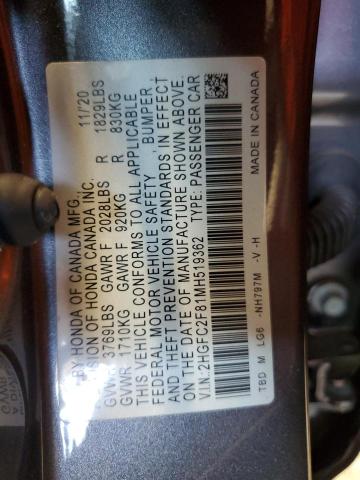 BY HONDA OF CANADA MFG. 11/20
SION OF HONDA CANADA INC.
GVWR 3769LBS GAWR F 2028LBS R 1829LBS
GVWR 1710KG GAWR F 920KG R 830KG
THIS VEHICLE CONFORMS TO ALL APPLICABLE
FEDERAL MOTOR VEHICLE SAFETY BUMPER,
AND THEFT PREVENTION STANDARDS IN EFFECT
ON THE DATE OF MANUFACTURE SHOWN ABOVE.
V.I.N.:2HGFC2F81MH519362 TYPE: PASSENGER CAR
TBD M LG6 -NH797M -V -H MADE IN CANADA